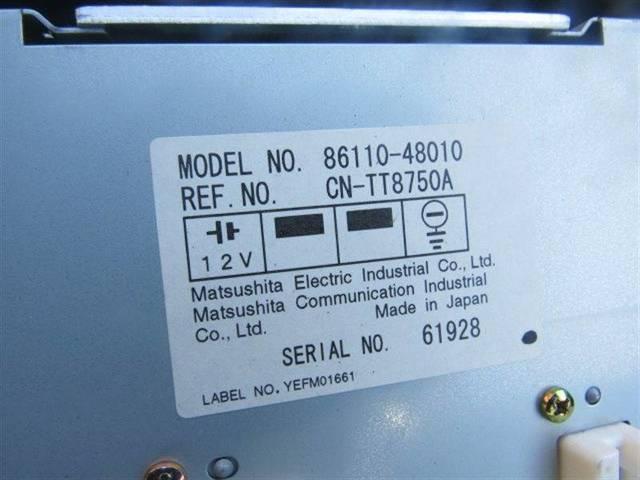 MODEL NO. 86110-48010
REF. NO. CN-TT8750A
12V
Matsushita Electric Industrial Co., Ltd.
Matsushita Communication Industrial
Co., Ltd. Made in Japan
SERIAL NO. 61928
LABEL NO. YEFM01661